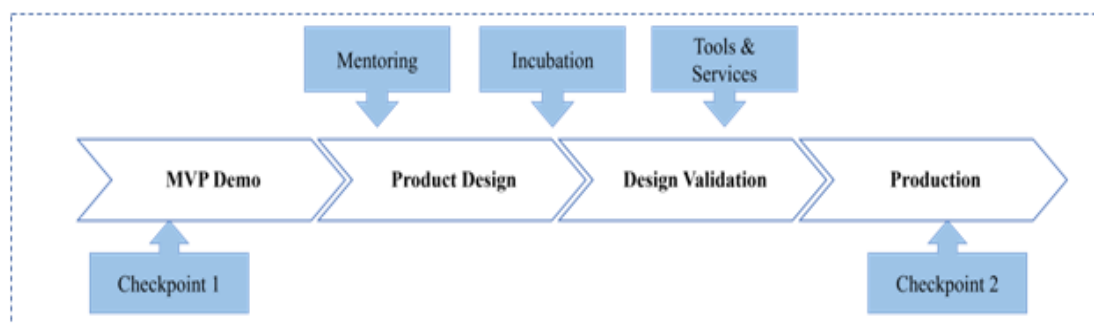 Mentoring
Incubation
Tools &
Services
MVP Demo
Product Design
Design Validation
Production
Checkpoint 1
Checkpoint 2